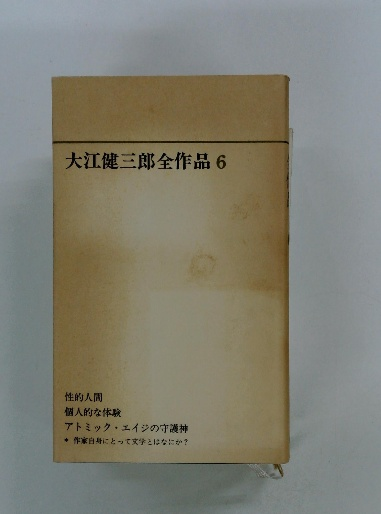 大江健三郎全作品 6
性的人間
個人的な体験
アトミック・エイジの守護神
* 作家自身にとって文学とはなにか?